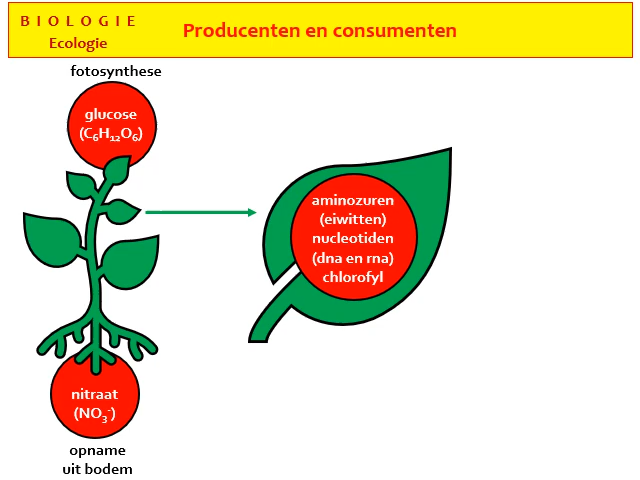 BIOLOGIE
Ecologie
Producenten en consumenten
fotosynthese
glucose
(C₆H₁₂O₆)
aminozuren
(eiwitten)
nucleotiden
(dna en rna)
chlorofyl
nitraat
(NO₃⁻)
opname
uit bodem